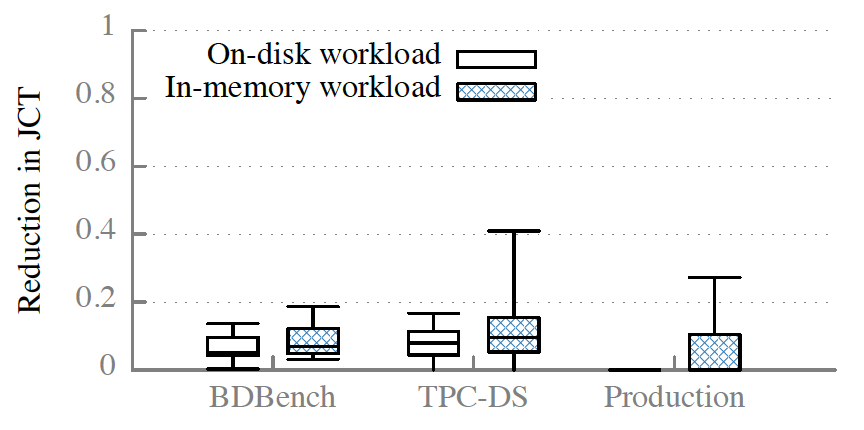 Reduction in JCT
1
0.8
0.6
0.4
0.2
0
On-disk workload
In-memory workload
BDBench TPC-DS Production